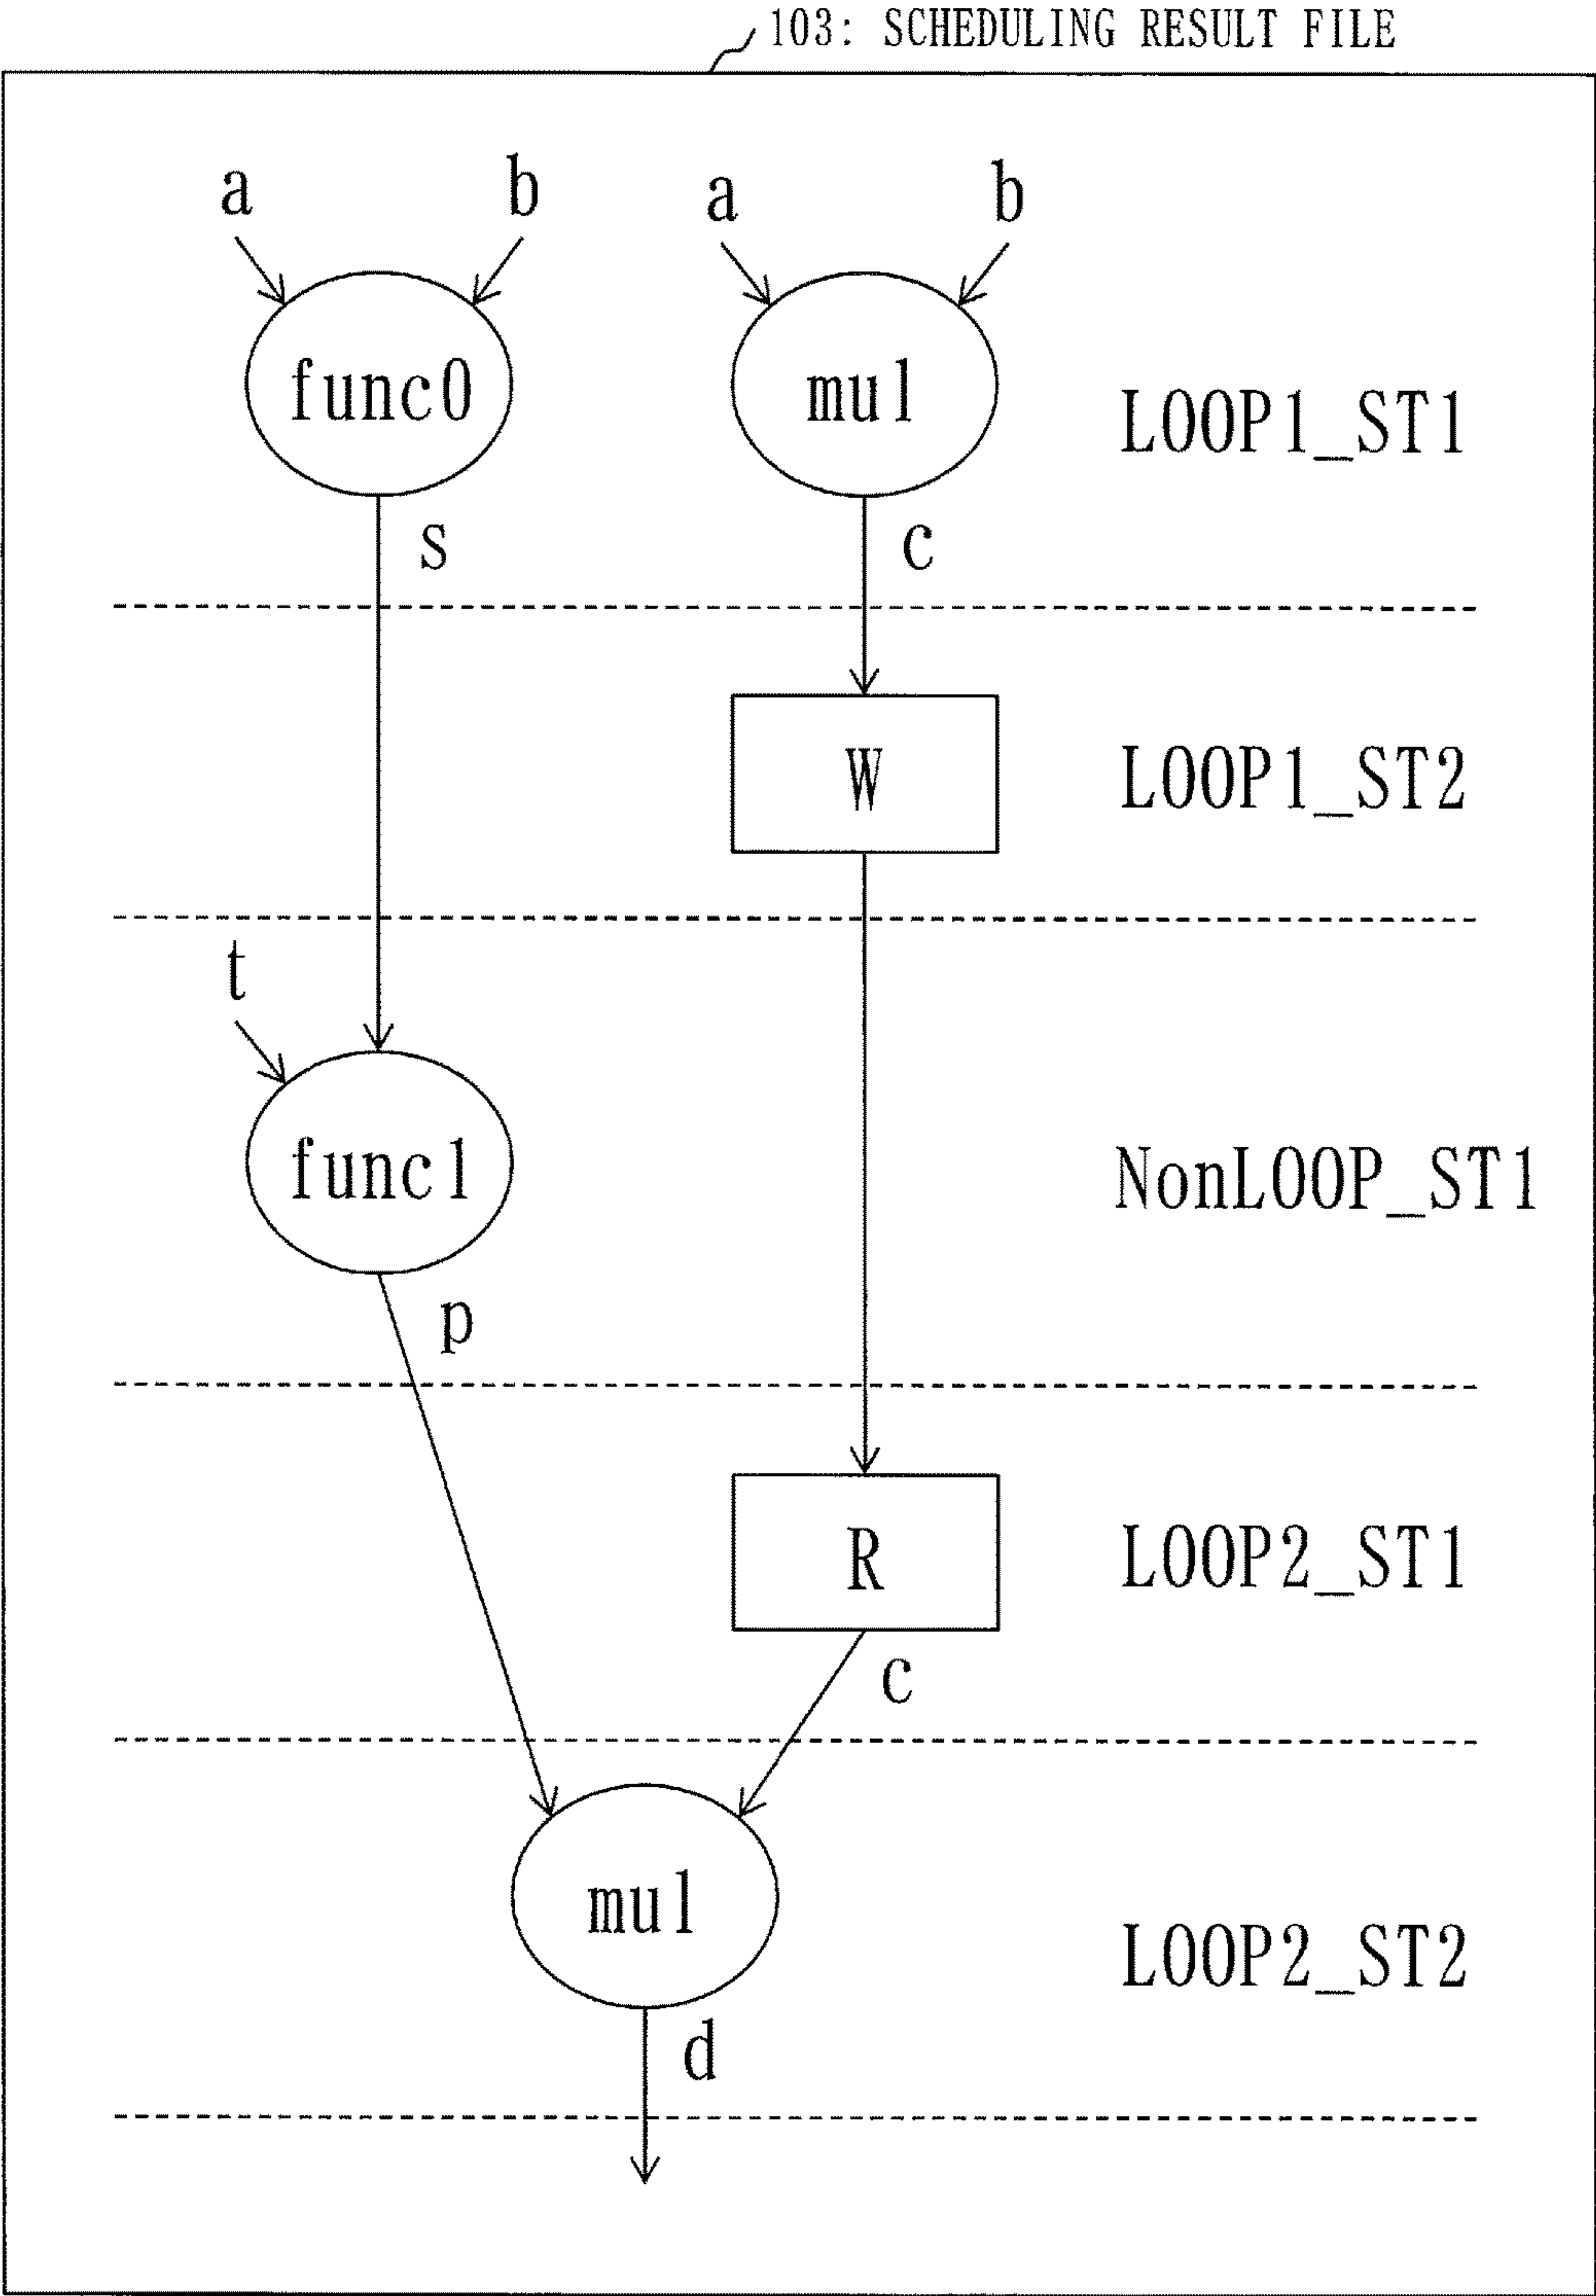 103: SCHEDULING RESULT FILE
a b a b
func0 mul LOOP1_ST1
s c
W LOOP1_ST2
t
func1 NonLOOP_ST1
p
R LOOP2_ST1
c
mul LOOP2_ST2
d